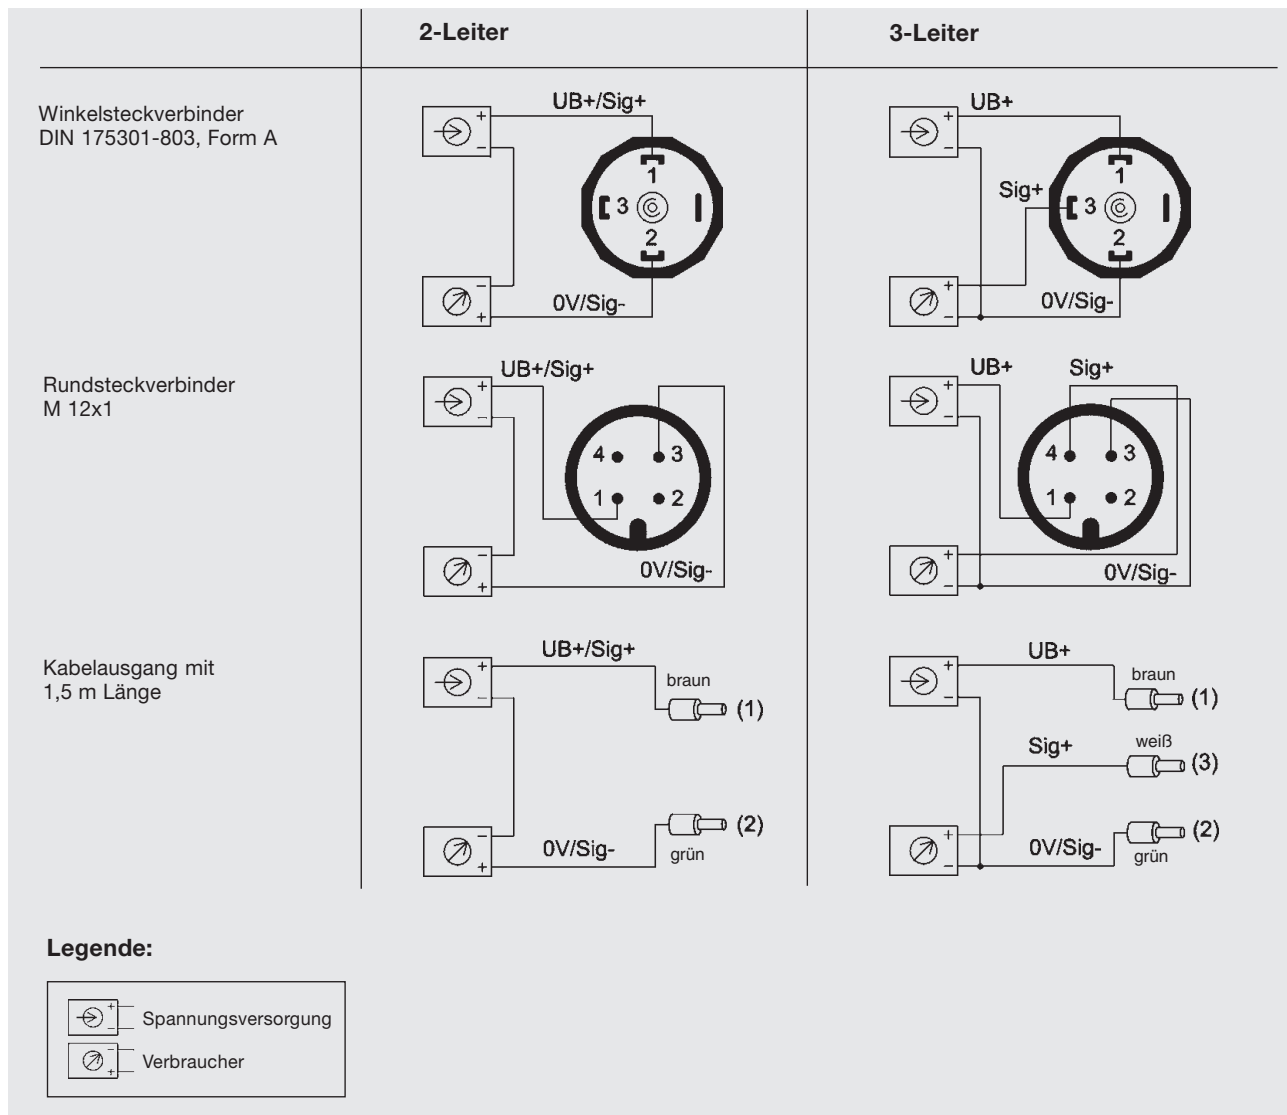 2-Leiter
3-Leiter
Winkelsteckverbinder
DIN 175301-803, Form A
UB+/Sig+
+
-
1
3
2
-
+
0V/Sig-
UB+
+
-
Sig+
1
3
2
+
-
0V/Sig-
Rundsteckverbinder
M 12x1
UB+/Sig+
+
-
4
3
1
2
-
+
0V/Sig-
UB+
Sig+
+
-
4
3
1
2
+
-
0V/Sig-
Kabelausgang mit
1,5 m Länge
UB+/Sig+
+
-
braun
(1)
-
+
0V/Sig-
(2)
grün
UB+
+
-
braun
(1)
Sig+
weiß
(3)
+
-
0V/Sig-
(2)
grün
Legende:
+
-
Spannungsversorgung
-
+
Verbraucher